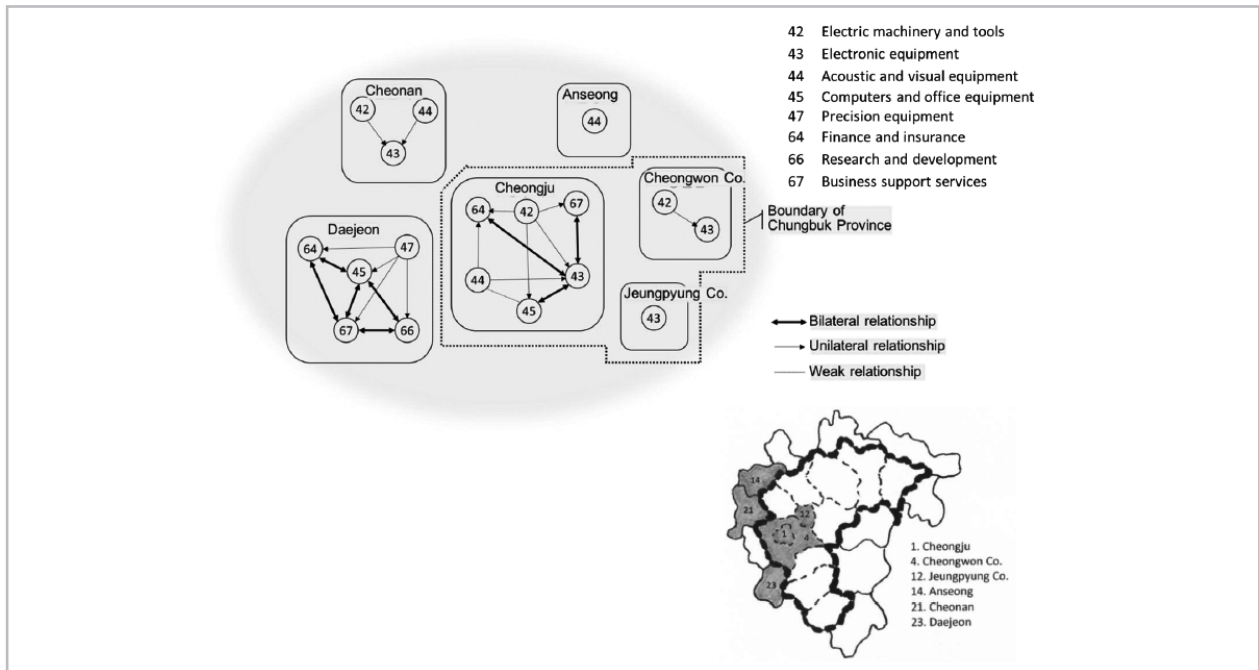 42 Electric machinery and tools
43 Electronic equipment
44 Acoustic and visual equipment
45 Computers and office equipment
47 Precision equipment
64 Finance and insurance
66 Research and development
67 Business support services
Cheonan
42 44
43
Anseong
44
Cheongju
64 42 67
44 43
45
Cheongwon Co.
42
43
Boundary of
Chungbuk Province
Daejeon
64 47
45
67 66
Jeungpyung Co.
43
Bilateral relationship
Unilateral relationship
Weak relationship
14
21
12
1
4
23
1. Cheongju
4. Cheongwon Co.
12. Jeungpyung Co.
14. Anseong
21. Cheonan
23. Daejeon